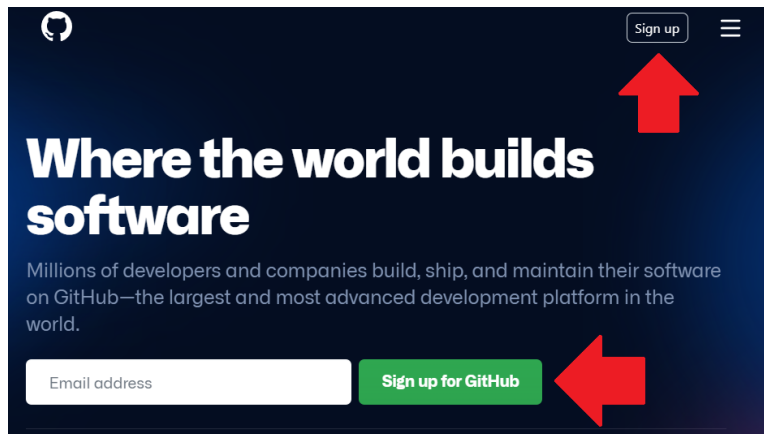 Sign up
Where the world builds
software
Millions of developers and companies build, ship, and maintain their software
on GitHub—the largest and most advanced development platform in the
world.
Email address
Sign up for GitHub